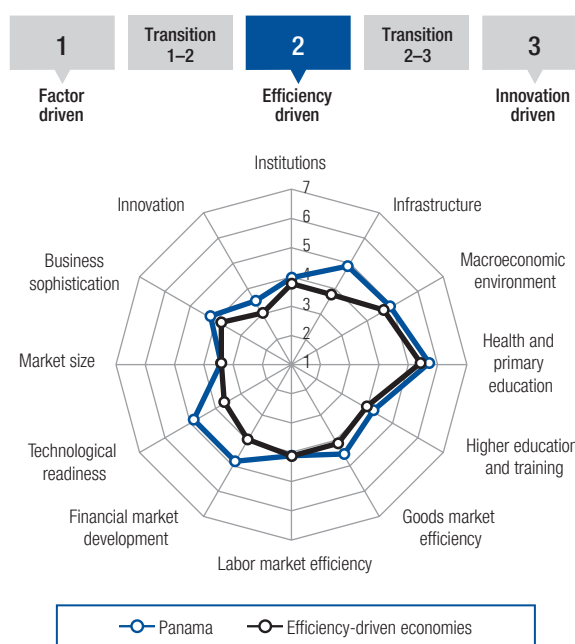 1
Transition
1–2
2
Transition
2–3
3
Factor
driven
Efficiency
driven
Innovation
driven
Institutions
7
Innovation
Infrastructure
6
5
Business
sophistication
Macroeconomic
environment
4
3
2
Market size
1
Health and
primary
education
Technological
readiness
Higher education
and training
Financial market
development
Goods market
efficiency
Labor market efficiency
Panama
Efficiency-driven economies